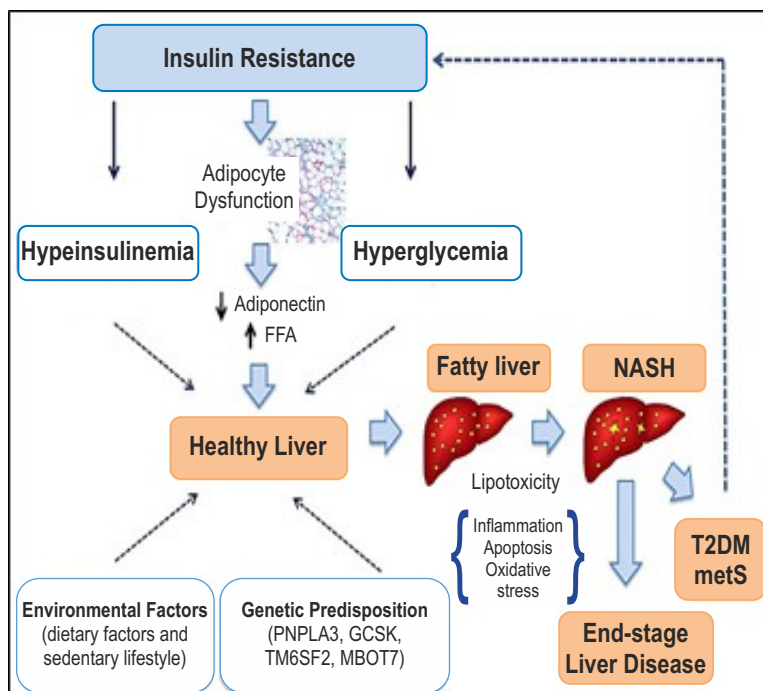 Insulin Resistance
Adipocyte
Dysfunction
Hypeinsulinemia
Hyperglycemia
Adiponectin
FFA
Fatty liver
NASH
Healthy Liver
Lipotoxicity
Inflammation
Apoptosis
Oxidative
stress
T2DM
metS
Environmental Factors
(dietary factors and
sedentary lifestyle)
Genetic Predisposition
(PNPLA3, GCSK,
TM6SF2, MBOT7)
End-stage
Liver Disease